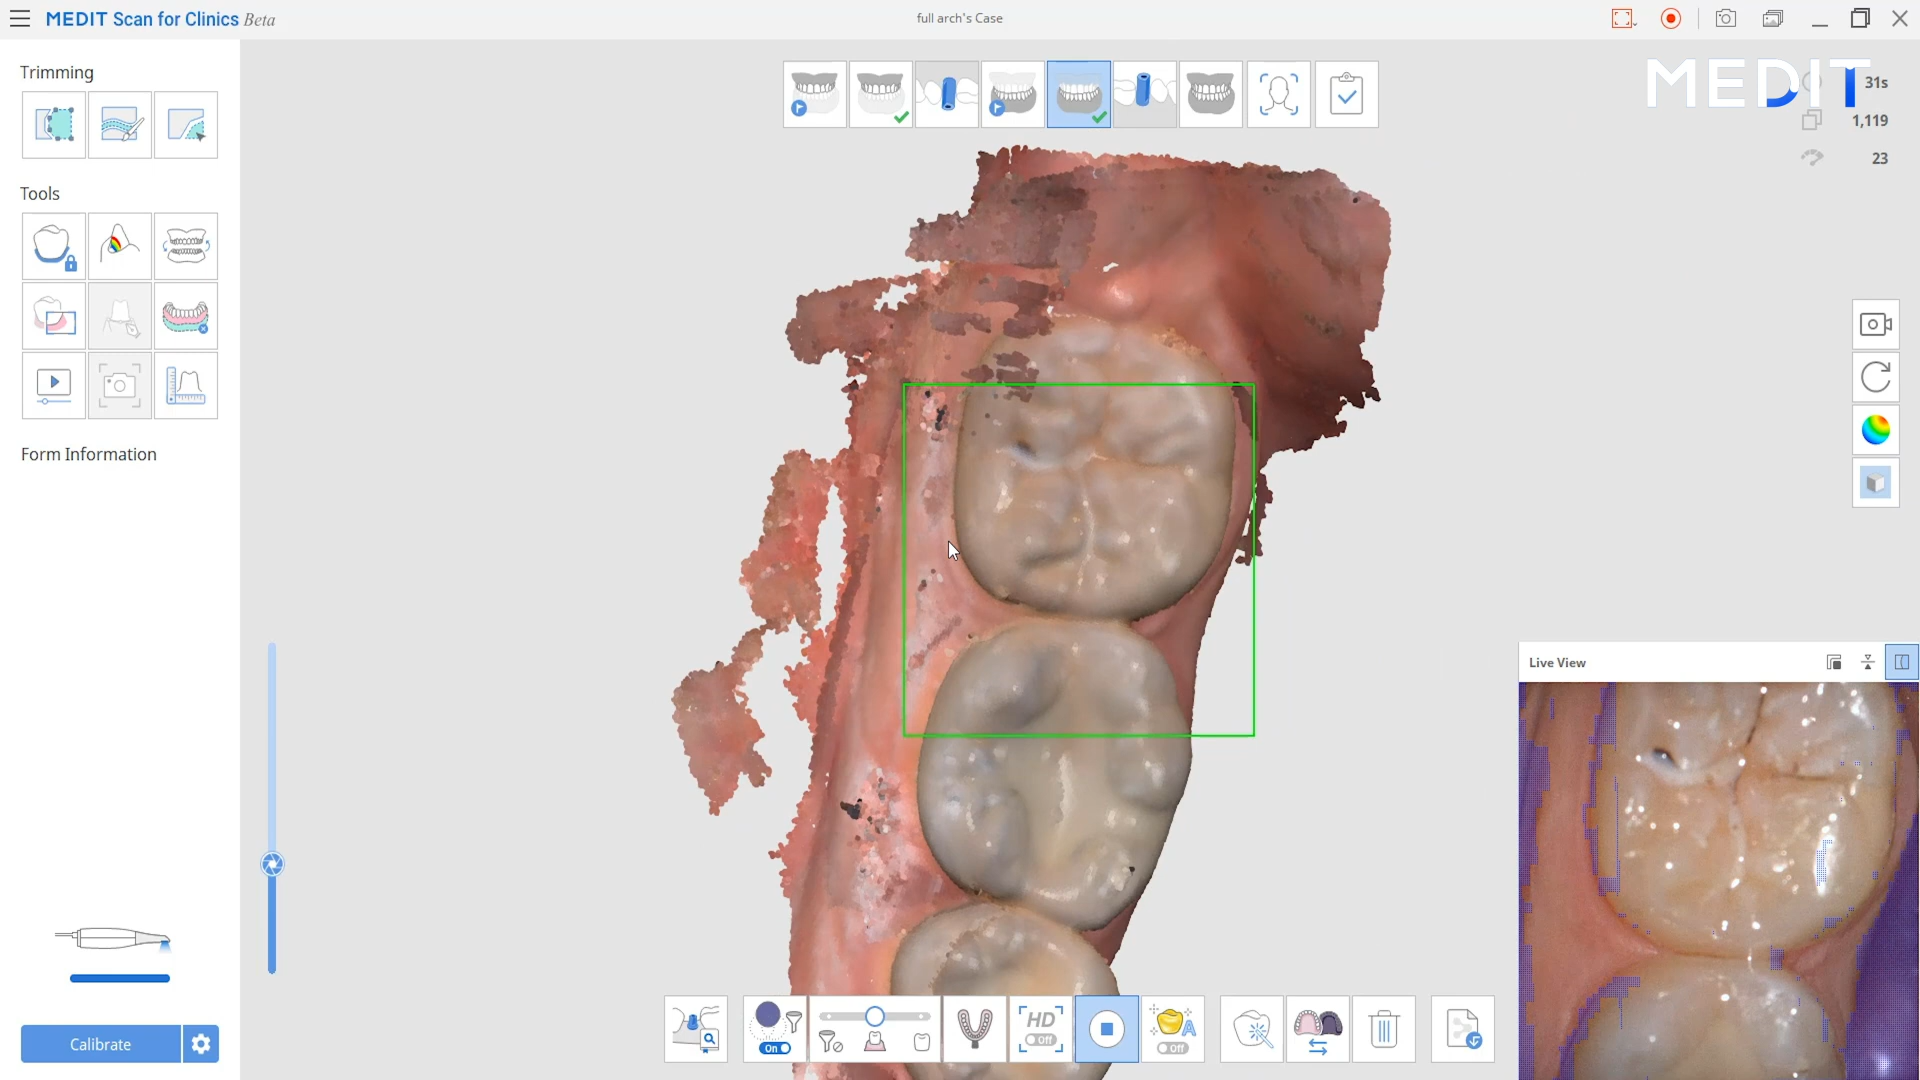 MEDIT Scan for Clinics Beta
full arch's Case
Trimming
MEDIT
31s
1,119
23
Tools
Form Information
Live View
HD
On
Off
A
Off
Calibrate